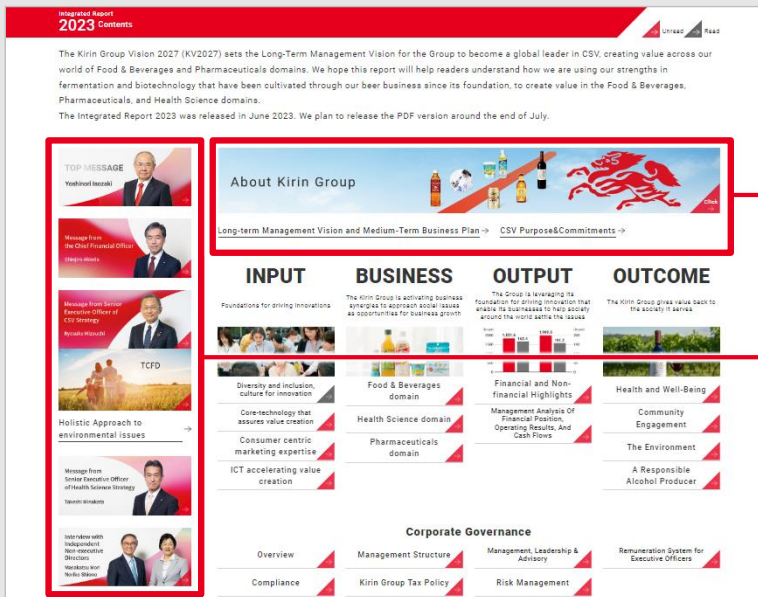 Integrated Report
2023 Contents
Unread
Read
The Kirin Group Vision 2027 (KV2027) sets the Long-Term Management Vision for the Group to become a global leader in CSV, creating value across our
world of Food & Beverages and Pharmaceuticals domains. We hope this report will help readers understand how we are using our strengths in
fermentation and biotechnology that have been cultivated through our beer business since its foundation, to create value in the Food & Beverages,
Pharmaceuticals, and Health Science domains.
The Integrated Report 2023 was released in June 2023. We plan to release the PDF version around the end of July.
TOP MESSAGE
Yoshinori Isozaki
Message from
the Chief Financial Officer
Message from Senior
Executive Officer of
CSV Strategy
TCFD
Holistic Approach to
environmental issues
Message from
Senior Executive Officer
of Health Science Strategy
Takeshi Minakata
Interview with
Independent
Non-executive
Directors
Masakatsu Mori
Noriko Shiono
About Kirin Group
Click
Long-term Management Vision and Medium-Term Business Plan
CSV Purpose&Commitments
INPUT
Foundations for driving innovations
Diversity and inclusion,
culture for innovation
Core-technology that
assures value creation
Consumer centric
marketing expertise
ICT accelerating value
creation
BUSINESS
The Kirin Group is activating business
synergies to approach social issues
as opportunities for business growth
Food & Beverages
domain
Health Science domain
Pharmaceuticals
domain
OUTPUT
The Group is leveraging its
foundation for driving innovation that
enable its businesses to help society
around the world settle the issues
Financial and Non-
financial Highlights
Management Analysis Of
Financial Position,
Operating Results, And
Cash Flows
OUTCOME
The Kirin Group gives value back to
the society it serves
Health and Well-Being
Community
Engagement
The Environment
A Responsible
Alcohol Producer
Corporate Governance
Overview
Management Structure
Management, Leadership &
Advisory
Remuneration System for
Executive Officers
Compliance
Kirin Group Tax Policy
Risk Management